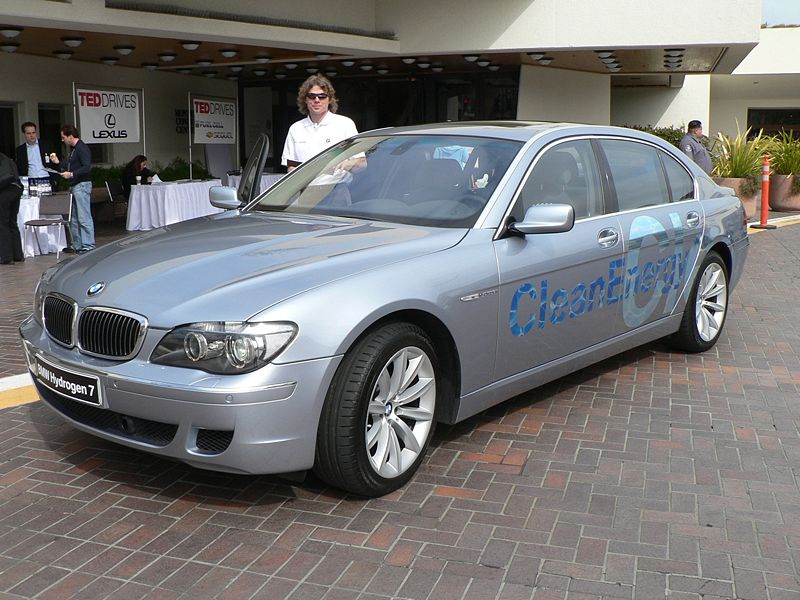 TEDDRIVES
LEXUS
TEDDRIVES
CleanEnergy
BMW Hydrogen 7